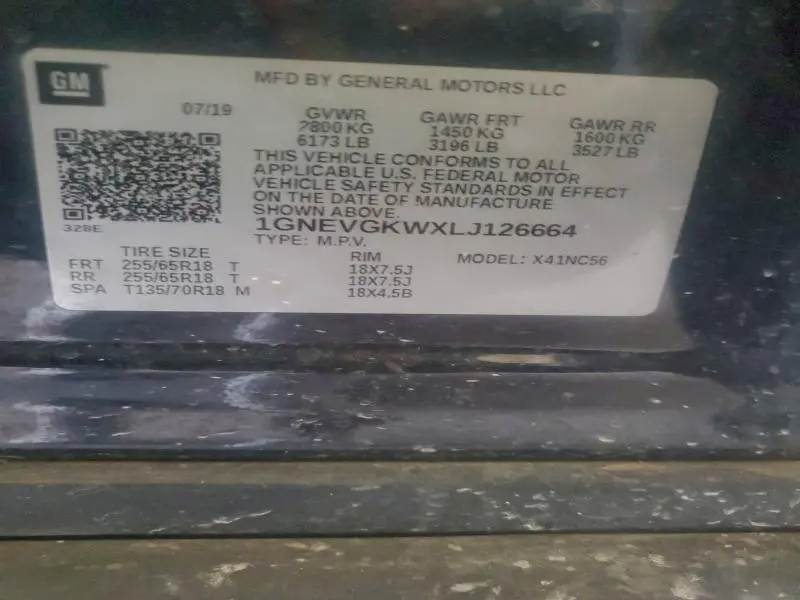 GM
MFD BY GENERAL MOTORS LLC
07/19
GVWR GAWR FRT GAWR RR
2800 KG 1450 KG 1600 KG
6173 LB 3196 LB 3527 LB
THIS VEHICLE CONFORMS TO ALL
APPLICABLE U.S. FEDERAL MOTOR
VEHICLE SAFETY STANDARDS IN EFFECT
ON THE DATE OF MANUFACTURE
SHOWN ABOVE.
32BE
1GNEVGKWXLJ126664
TYPE: M.P.V.
TIRE SIZE RIM MODEL: X41NC56
FRT 255/65R18 T 18X7.5J
RR 255/65R18 T 18X7.5J
SPA T135/70R18 M 18X4.5B